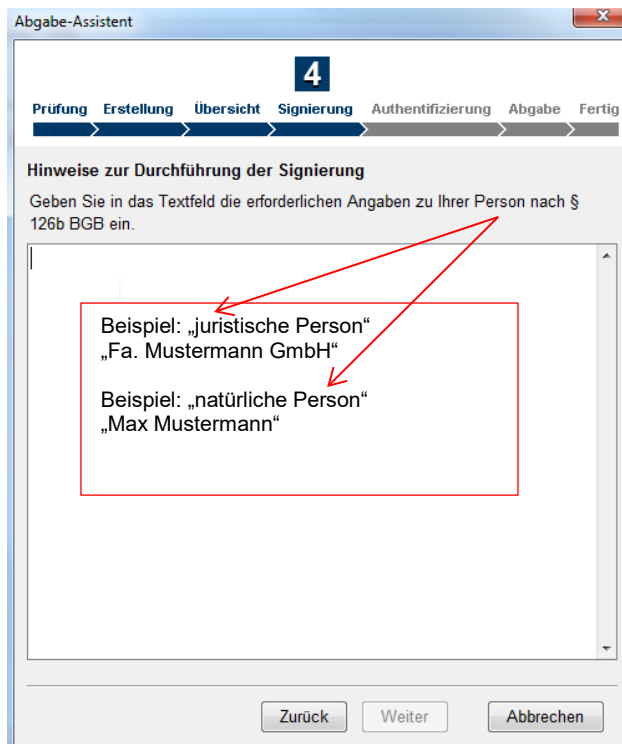 Abgabe-Assistent
4
Prüfung Erstellung Übersicht Signierung Authentifizierung Abgabe Fertig
Hinweise zur Durchführung der Signierung
Geben Sie in das Textfeld die erforderlichen Angaben zu Ihrer Person nach §
126b BGB ein.
Beispiel: „juristische Person“
„Fa. Mustermann GmbH“
Beispiel: „natürliche Person“
„Max Mustermann“
Zurück Weiter Abbrechen